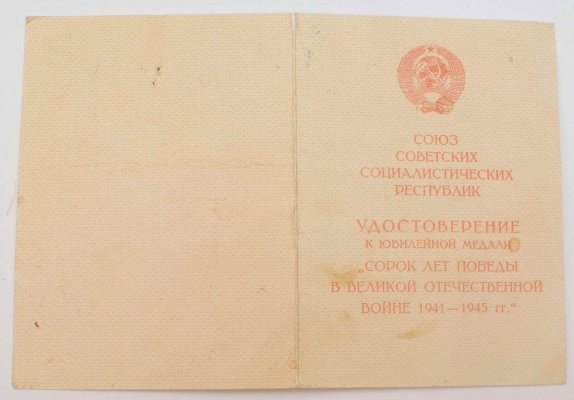 СОЮЗ
СОВЕТСКИХ
СОЦИАЛИСТИЧЕСКИХ
РЕСПУБЛИК
УДОСТОВЕРЕНИЕ
К ЮБИЛЕЙНОЙ МЕДАЛИ
„СОРОК ЛЕТ ПОБЕДЫ
В ВЕЛИКОЙ ОТЕЧЕСТВЕННОЙ
ВОЙНЕ 1941—1945 гг.“